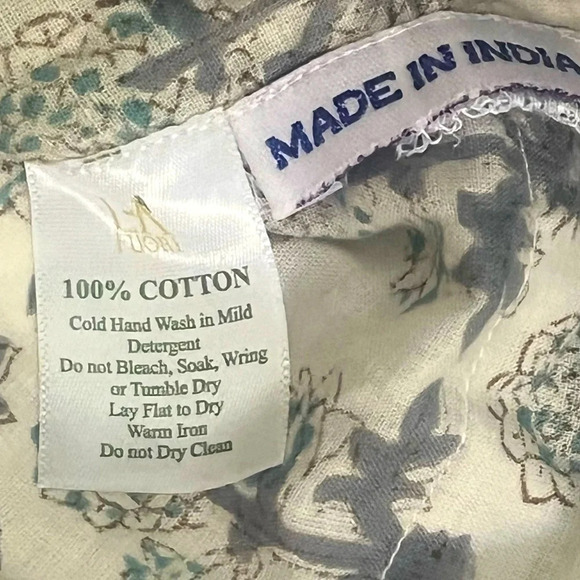 MADE IN INDIA
100% COTTON
Cold Hand Wash in Mild
Detergent
Do not Bleach, Soak, Wring
or Tumble Dry
Lay Flat to Dry
Warm Iron
Do not Dry Clean